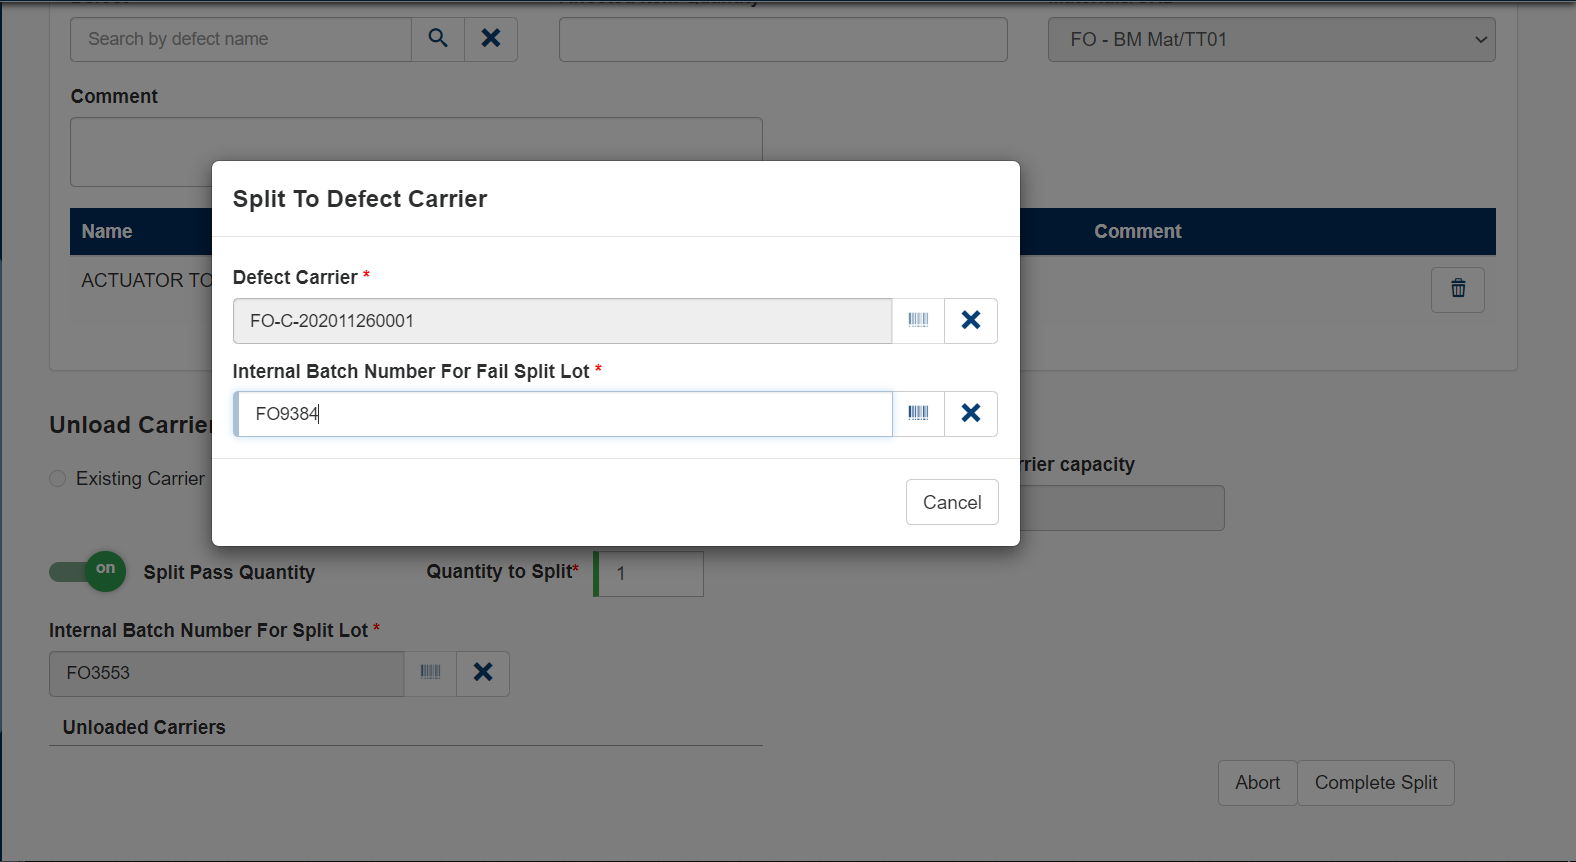 Search by defect name
FO - BM Mat/TT01
Comment
Split To Defect Carrier
Name
Comment
ACTUATOR TO
Defect Carrier *
FO-C-202011260001
Internal Batch Number For Fail Split Lot *
FO9384
Unload Carrier
Existing Carrier
rrier capacity
Cancel
on
Split Pass Quantity
Quantity to Split*
1
Internal Batch Number For Split Lot *
FO3553
Unloaded Carriers
Abort
Complete Split